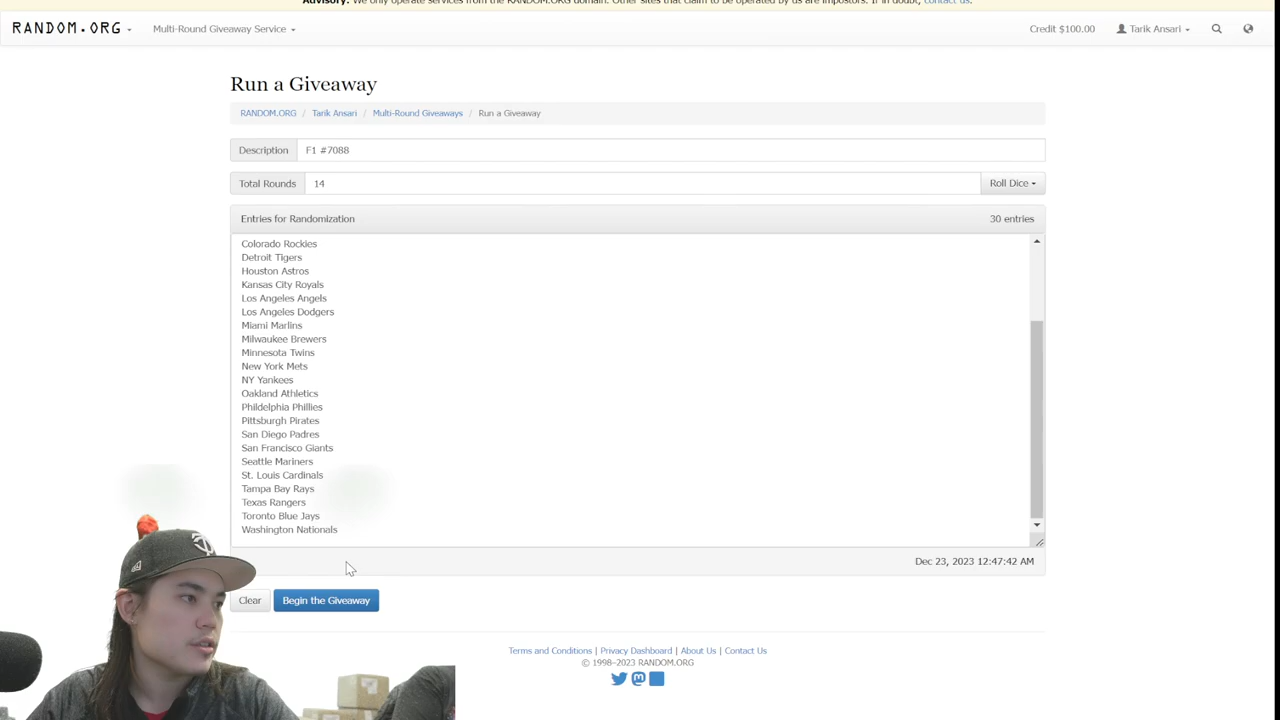 Advisory: We only operate services from the RANDOM.ORG domain. Other sites that claim to be operated by us are impostors. If in doubt, contact us.
RANDOM.ORG
Multi-Round Giveaway Service
Credit $100.00
Tarik Ansari
Run a Giveaway
RANDOM.ORG / Tarik Ansari / Multi-Round Giveaways / Run a Giveaway
Description F1 #7088
Total Rounds 14 Roll Dice
Entries for Randomization 30 entries
Colorado Rockies
Detroit Tigers
Houston Astros
Kansas City Royals
Los Angeles Angels
Los Angeles Dodgers
Miami Marlins
Milwaukee Brewers
Minnesota Twins
New York Mets
NY Yankees
Oakland Athletics
Phildelphia Phillies
Pittsburgh Pirates
San Diego Padres
San Francisco Giants
Seattle Mariners
St. Louis Cardinals
Tampa Bay Rays
Texas Rangers
Toronto Blue Jays
Washington Nationals
Dec 23, 2023 12:47:42 AM
Clear Begin the Giveaway
Terms and Conditions | Privacy Dashboard | About Us | Contact Us
© 1998–2023 RANDOM.ORG